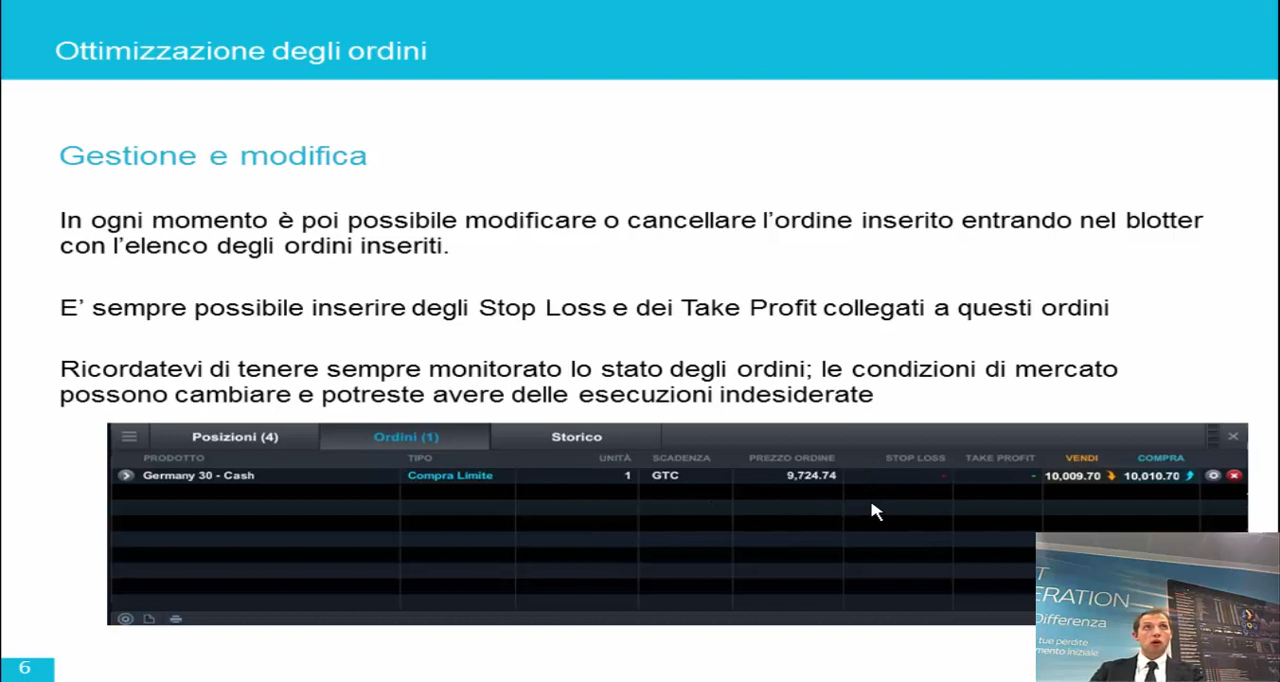 Ottimizzazione degli ordini
Gestione e modifica
In ogni momento è poi possibile modificare o cancellare l’ordine inserito entrando nel blotter
con l’elenco degli ordini inseriti.
E’ sempre possibile inserire degli Stop Loss e dei Take Profit collegati a questi ordini
Ricordatevi di tenere sempre monitorato lo stato degli ordini; le condizioni di mercato
possono cambiare e potreste avere delle esecuzioni indesiderate
Posizioni (4) Ordini (1) Storico
PRODOTTO TIPO UNITÀ SCADENZA PREZZO ORDINE STOP LOSS TAKE PROFIT VENDI COMPRA
Germany 30 - Cash Compra Limite 1 GTC 9,724.74 - - 10,009.70 10,010.70
T
ERATION
Differenza
tue perdite
mento iniziale
6